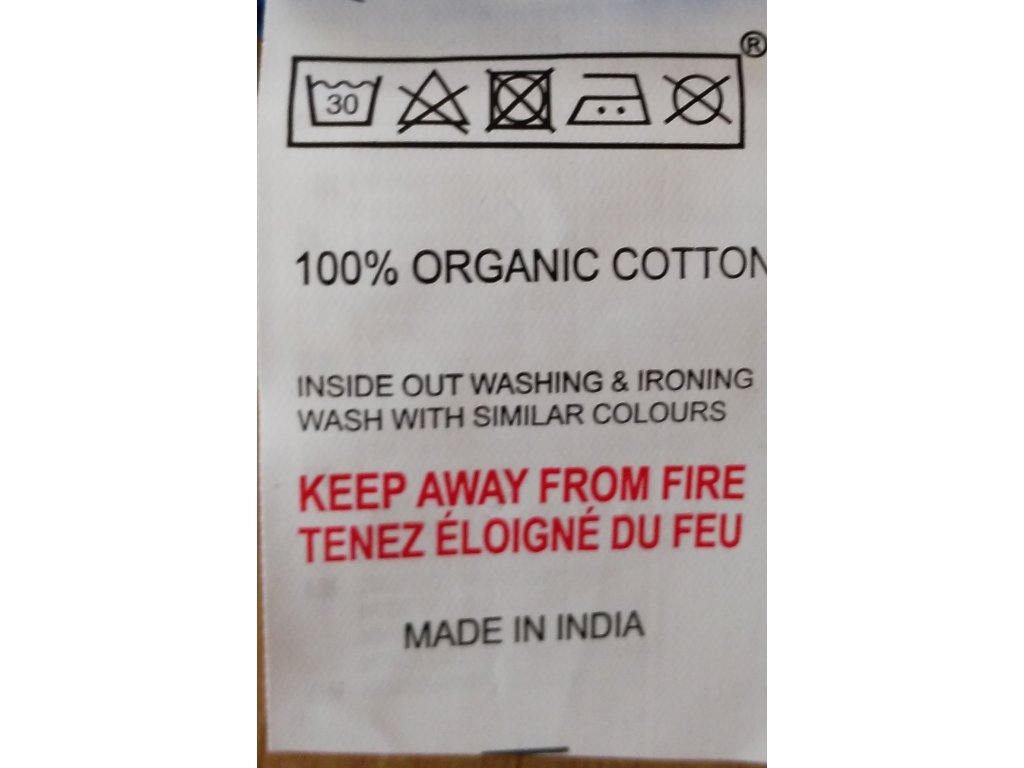 ®
30
100% ORGANIC COTTON
INSIDE OUT WASHING & IRONING
WASH WITH SIMILAR COLOURS
KEEP AWAY FROM FIRE
TENEZ ÉLOIGNÉ DU FEU
MADE IN INDIA